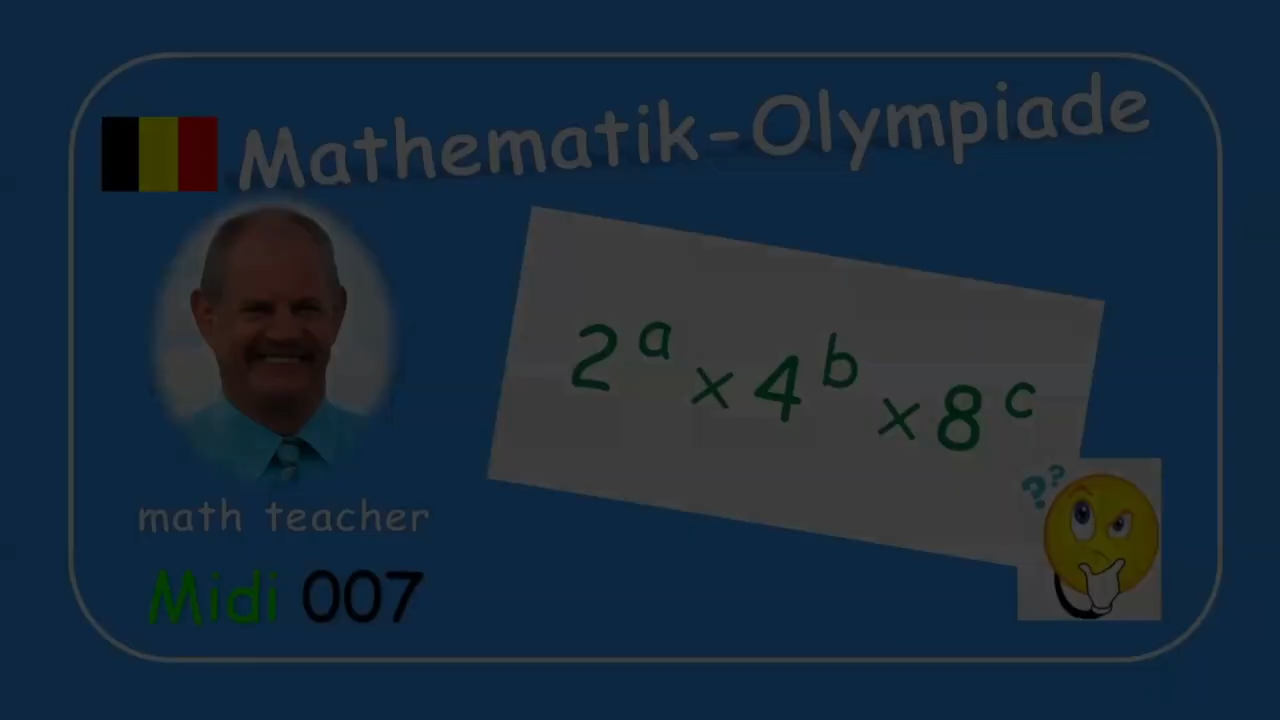 Mathematik-Olympiade
2^a × 4^b × 8^c
??
math teacher
Midi 007